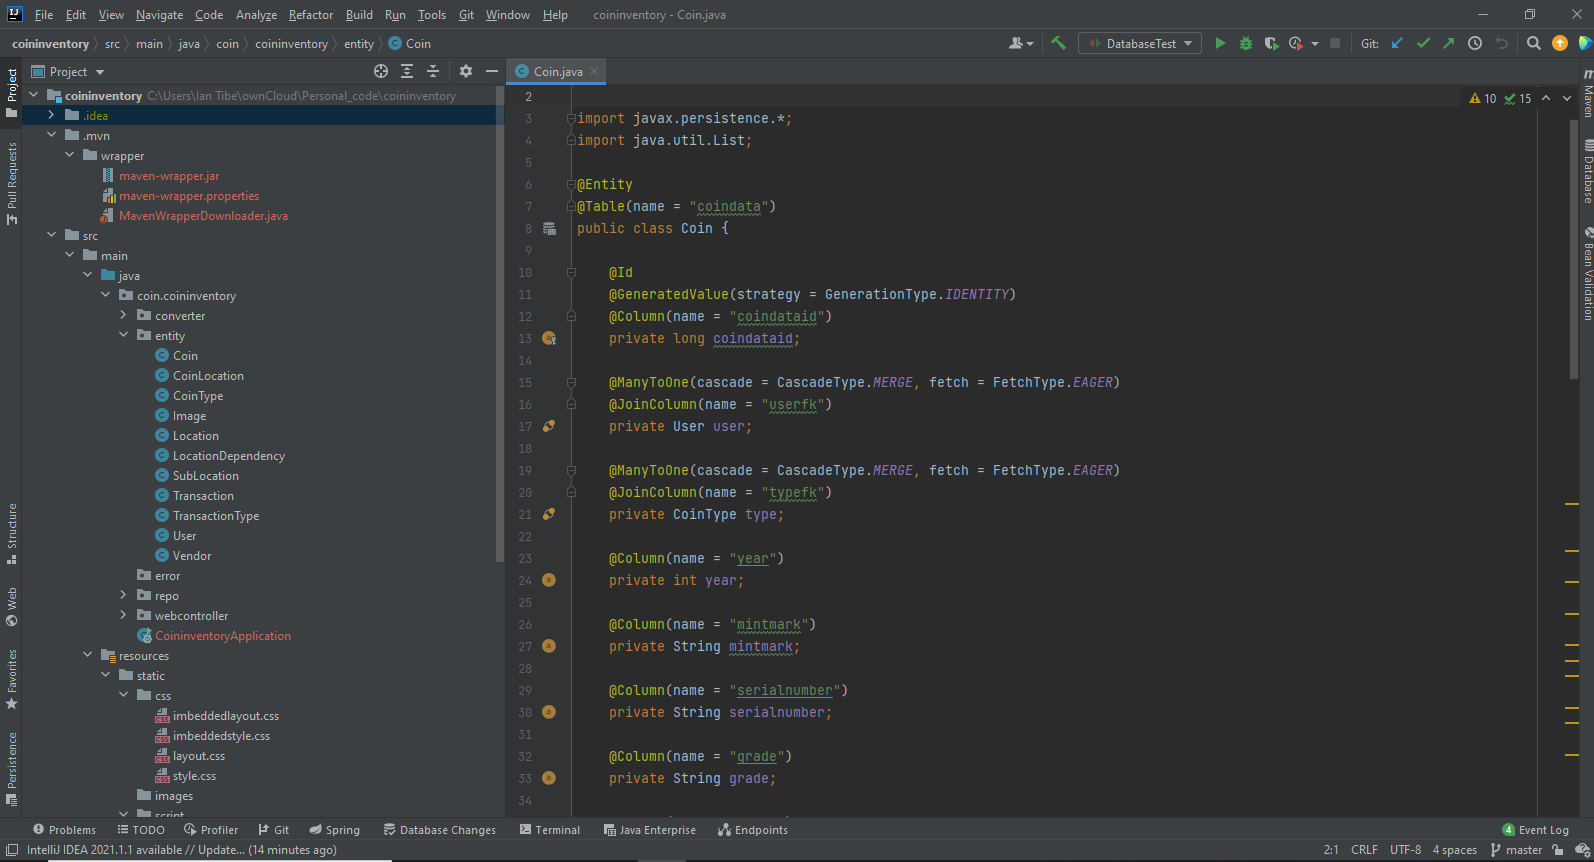 File Edit View Navigate Code Analyze Refactor Build Run Tools Git Window Help coininventory - Coin.java
coininventory src main java coin coininventory entity Coin DatabaseTest Git:
Project Coin.java
coininventory C:\Users\Ian Tibe\ownCloud\Personal_code\coininventory
.idea
.mvn
wrapper
maven-wrapper.jar
maven-wrapper.properties
MavenWrapperDownloader.java
src
main
java
coin.coininventory
converter
entity
Coin
CoinLocation
CoinType
Image
Location
LocationDependency
SubLocation
Transaction
TransactionType
User
Vendor
error
repo
webcontroller
CoininventoryApplication
resources
static
css
imbeddedlayout.css
imbeddedstyle.css
layout.css
style.css
images
script
Project
Pull Requests
Structure
Web
Favorites
Persistence
10 15
2
3 import javax.persistence.*;
4 import java.util.List;
5
6 @Entity
7 @Table(name = "coindata")
8 public class Coin {
9
10 @Id
11 @GeneratedValue(strategy = GenerationType.IDENTITY)
12 @Column(name = "coindataid")
13 private long coindataid;
14
15 @ManyToOne(cascade = CascadeType.MERGE, fetch = FetchType.EAGER)
16 @JoinColumn(name = "userfk")
17 private User user;
18
19 @ManyToOne(cascade = CascadeType.MERGE, fetch = FetchType.EAGER)
20 @JoinColumn(name = "typefk")
21 private CoinType type;
22
23 @Column(name = "year")
24 private int year;
25
26 @Column(name = "mintmark")
27 private String mintmark;
28
29 @Column(name = "serialnumber")
30 private String serialnumber;
31
32 @Column(name = "grade")
33 private String grade;
34
Maven
Database
Bean Validation
Problems TODO Profiler Git Spring Database Changes Terminal Java Enterprise Endpoints 4 Event Log
IntelliJ IDEA 2021.1.1 available // Update... (14 minutes ago) 2:1 CRLF UTF-8 4 spaces master